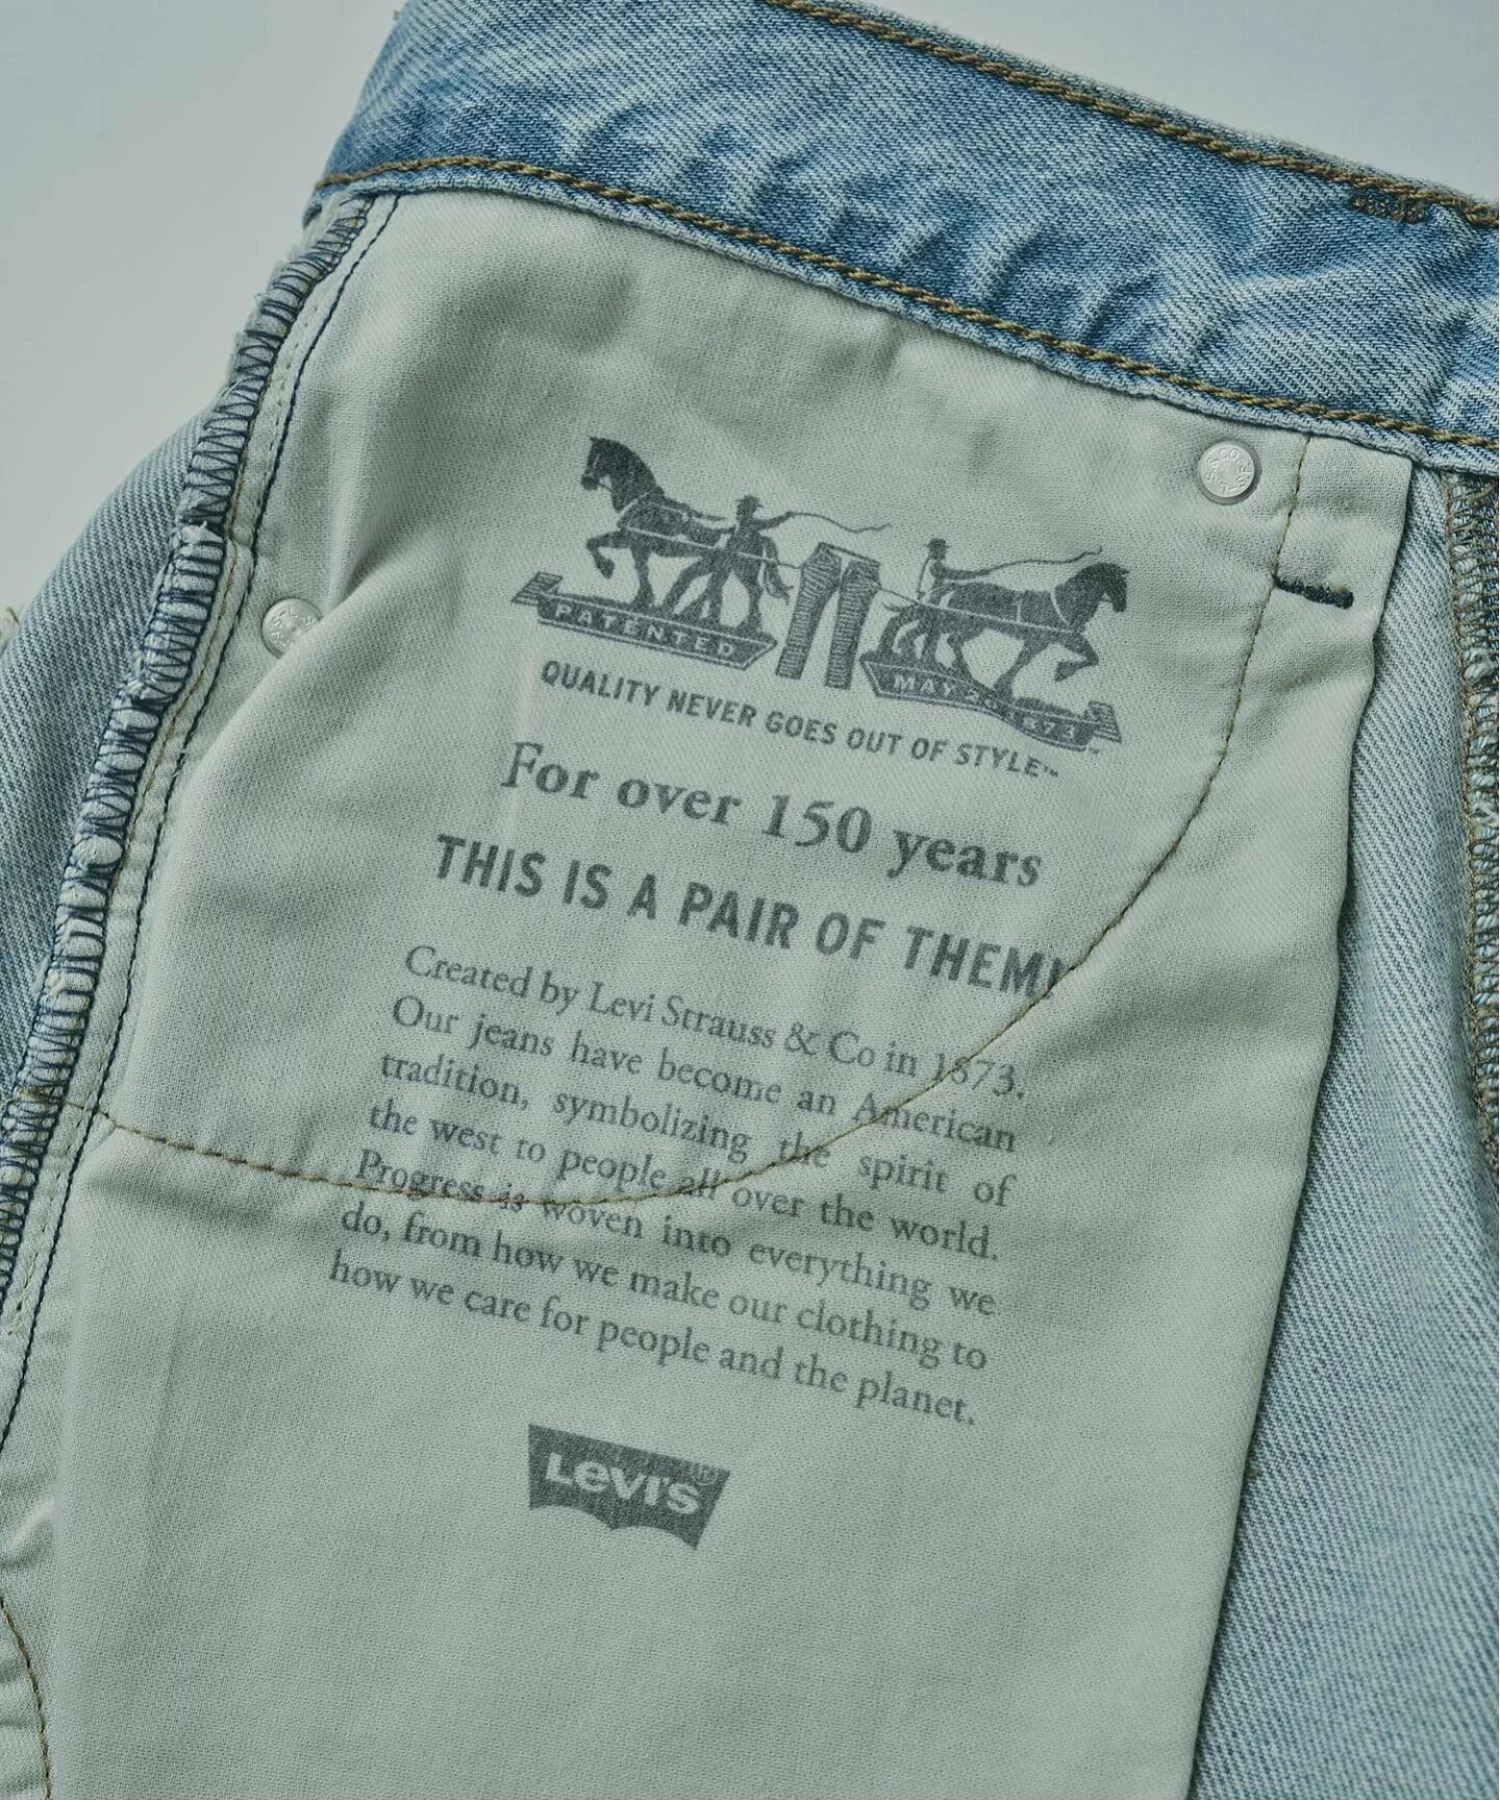 PATENTED
MAY 20 1873
QUALITY NEVER GOES OUT OF STYLE™
For over 150 years
THIS IS A PAIR OF THEM!
Created by Levi Strauss & Co in 1873.
Our jeans have become an American
tradition, symbolizing the spirit of
the west to people all over the world.
Progress is woven into everything we
do, from how we make our clothing to
how we care for people and the planet.
Levi's